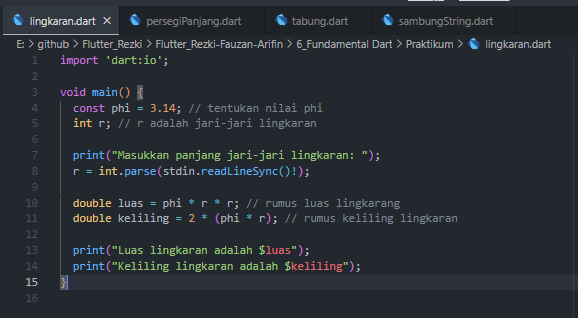 lingkaran.dart × persegiPanjang.dart tabung.dart sambungString.dart
E: > github > Flutter_Rezki > Flutter_Rezki-Fauzan-Arifin > 6_Fundamental Dart > Praktikum > lingkaran.dart
1 import 'dart:io';
2
3 void main() {
4 const phi = 3.14; // tentukan nilai phi
5 int r; // r adalah jari-jari lingkaran
6
7 print("Masukkan panjang jari-jari lingkaran: ");
8 r = int.parse(stdin.readLineSync()!);
9
10 double luas = phi * r * r; // rumus luas lingkarang
11 double keliling = 2 * (phi * r); // rumus keliling lingkaran
12
13 print("Luas lingkaran adalah $luas");
14 print("Keliling lingkaran adalah $keliling");
15 }
16